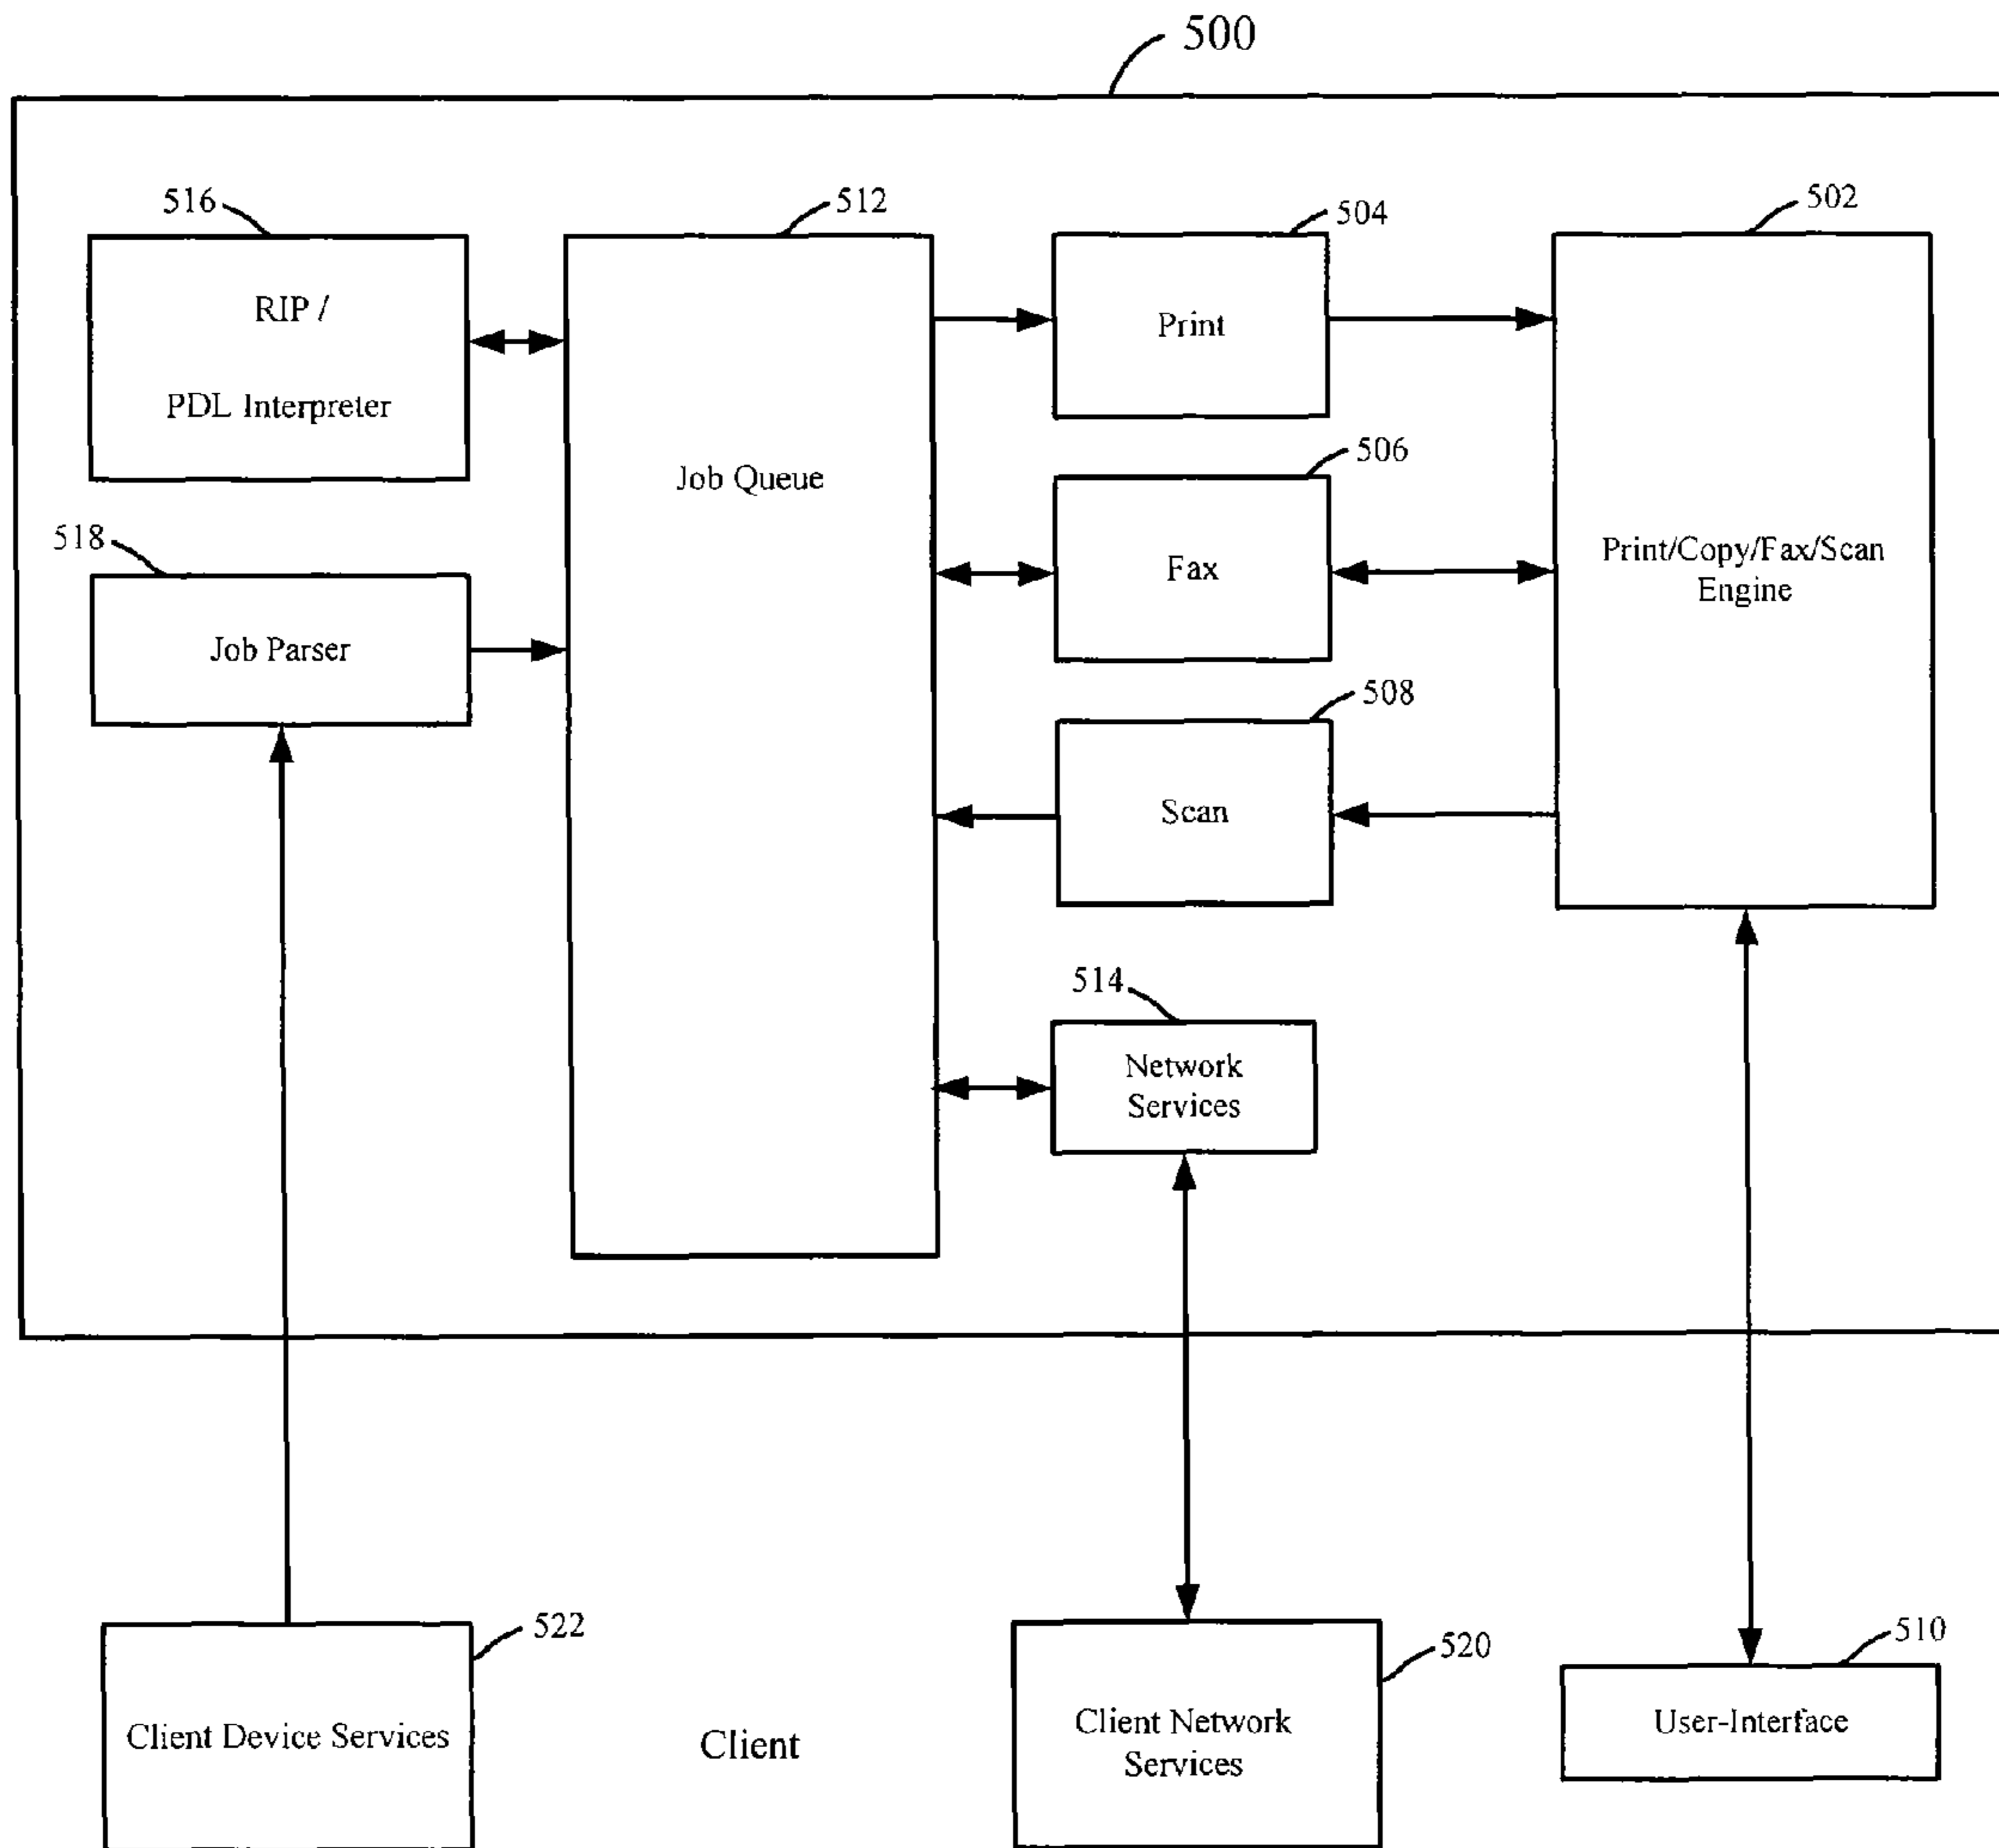 500
516
512
504
502
RIP /
PDL Interpreter
Print
506
Job Queue
518
Fax
Print/Copy/Fax/Scan
Engine
Job Parser
508
Scan
514
Network
Services
522
520
510
Client Device Services
Client
Client Network
Services
User-Interface